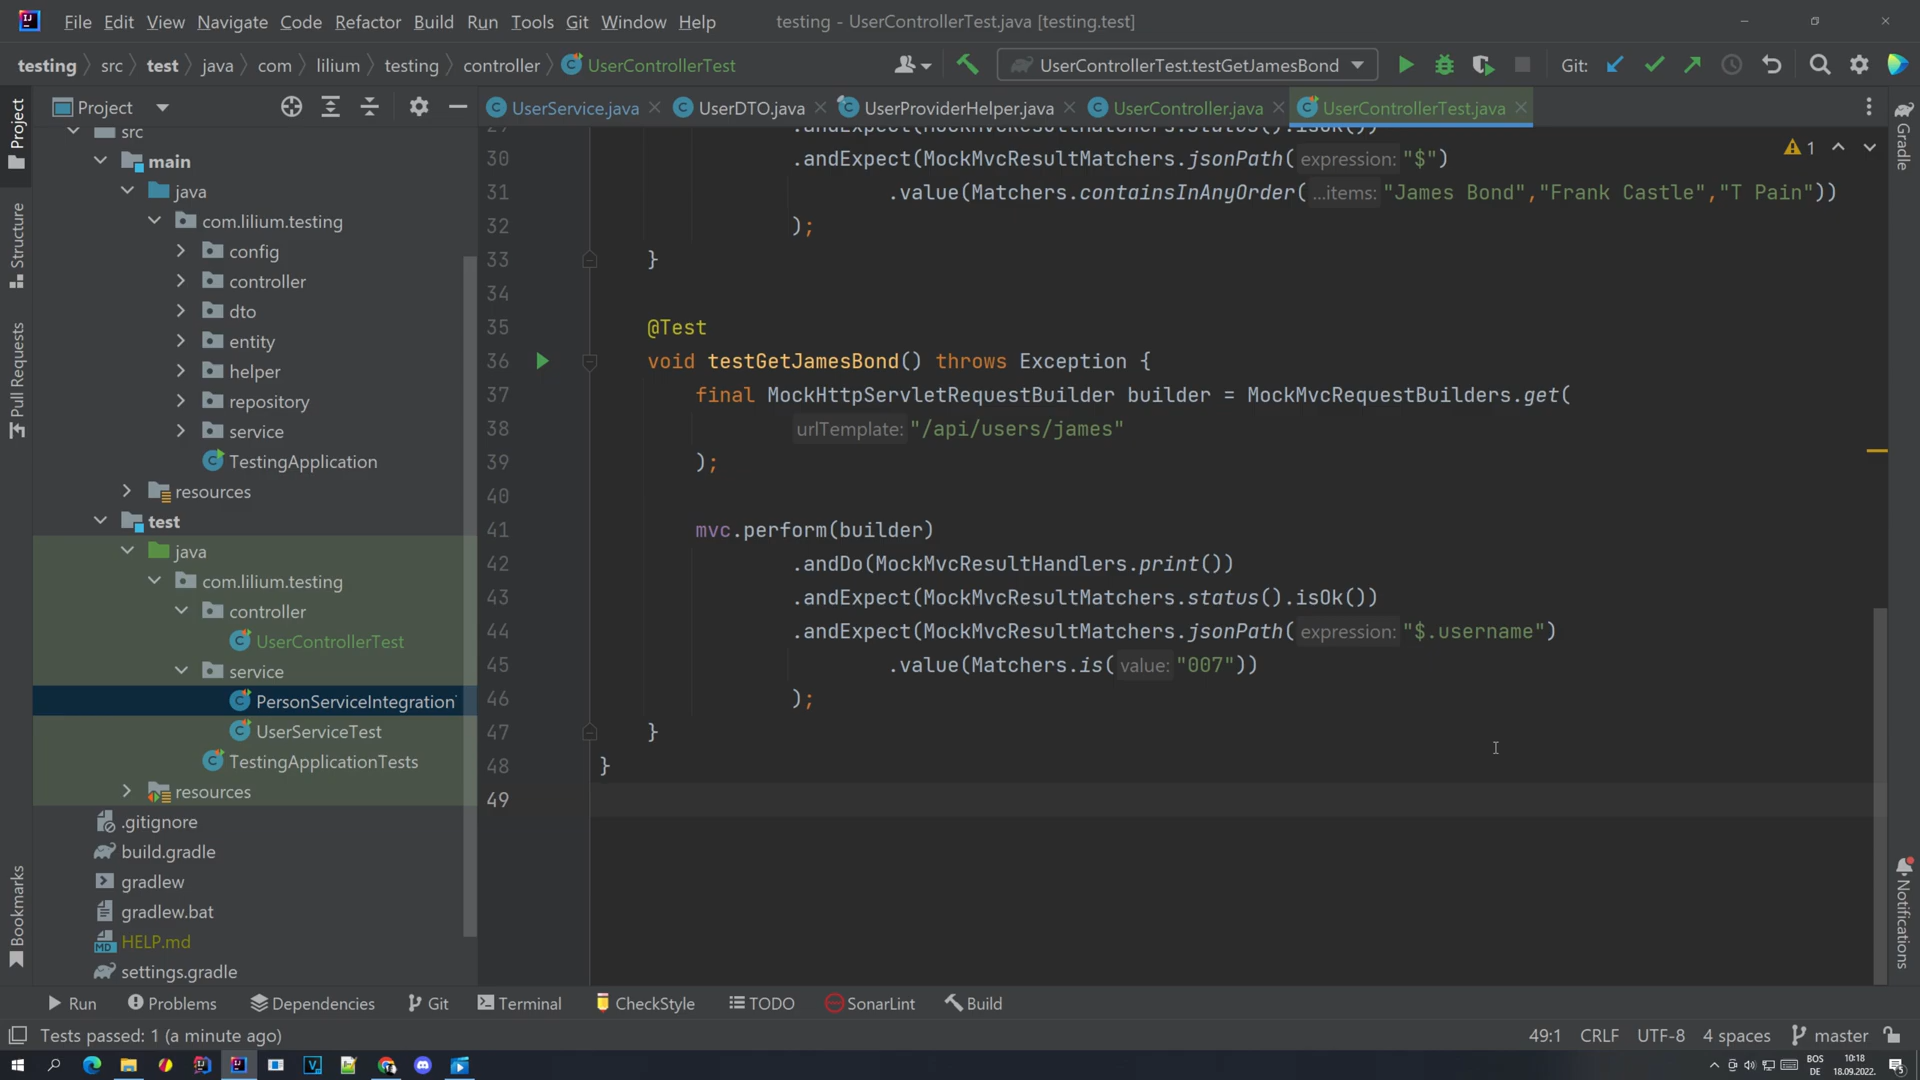 File Edit View Navigate Code Refactor Build Run Tools Git Window Help testing - UserControllerTest.java [testing.test]
testing src test java com lilium testing controller UserControllerTest UserControllerTest.testGetJamesBond Git:
Project
UserService.java UserDTO.java UserProviderHelper.java UserController.java UserControllerTest.java
Project
Structure
Pull Requests
Bookmarks
src
main
java
com.lilium.testing
config
controller
dto
entity
helper
repository
service
TestingApplication
resources
test
java
com.lilium.testing
controller
UserControllerTest
service
PersonServiceIntegration
UserServiceTest
TestingApplicationTests
resources
.gitignore
build.gradle
gradlew
gradlew.bat
HELP.md
settings.gradle
30 .andExpect(MockMvcResultMatchers.jsonPath( expression: "$")
31 .value(Matchers.containsInAnyOrder( ...items: "James Bond","Frank Castle","T Pain"))
32 );
33 }
34
35 @Test
36 void testGetJamesBond() throws Exception {
37 final MockHttpServletRequestBuilder builder = MockMvcRequestBuilders.get(
38 urlTemplate: "/api/users/james"
39 );
40
41 mvc.perform(builder)
42 .andDo(MockMvcResultHandlers.print())
43 .andExpect(MockMvcResultMatchers.status().isOk())
44 .andExpect(MockMvcResultMatchers.jsonPath( expression: "$.username")
45 .value(Matchers.is( value: "007"))
46 );
47 }
48 }
49
1
Gradle
Notifications
Run Problems Dependencies Git Terminal CheckStyle TODO SonarLint Build
Tests passed: 1 (a minute ago) 49:1 CRLF UTF-8 4 spaces master
BOS 10:18
DE 18.09.2022.